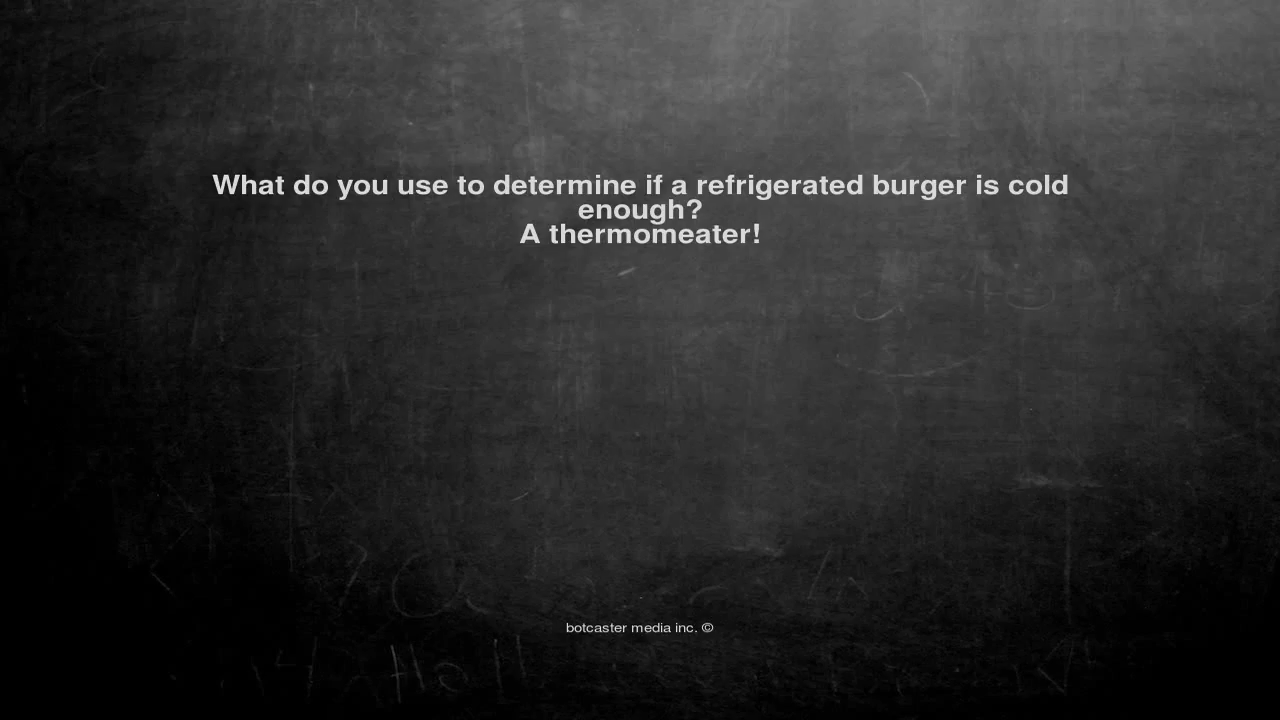 What do you use to determine if a refrigerated burger is cold
enough?
A thermomeater!
botcaster media inc. ©